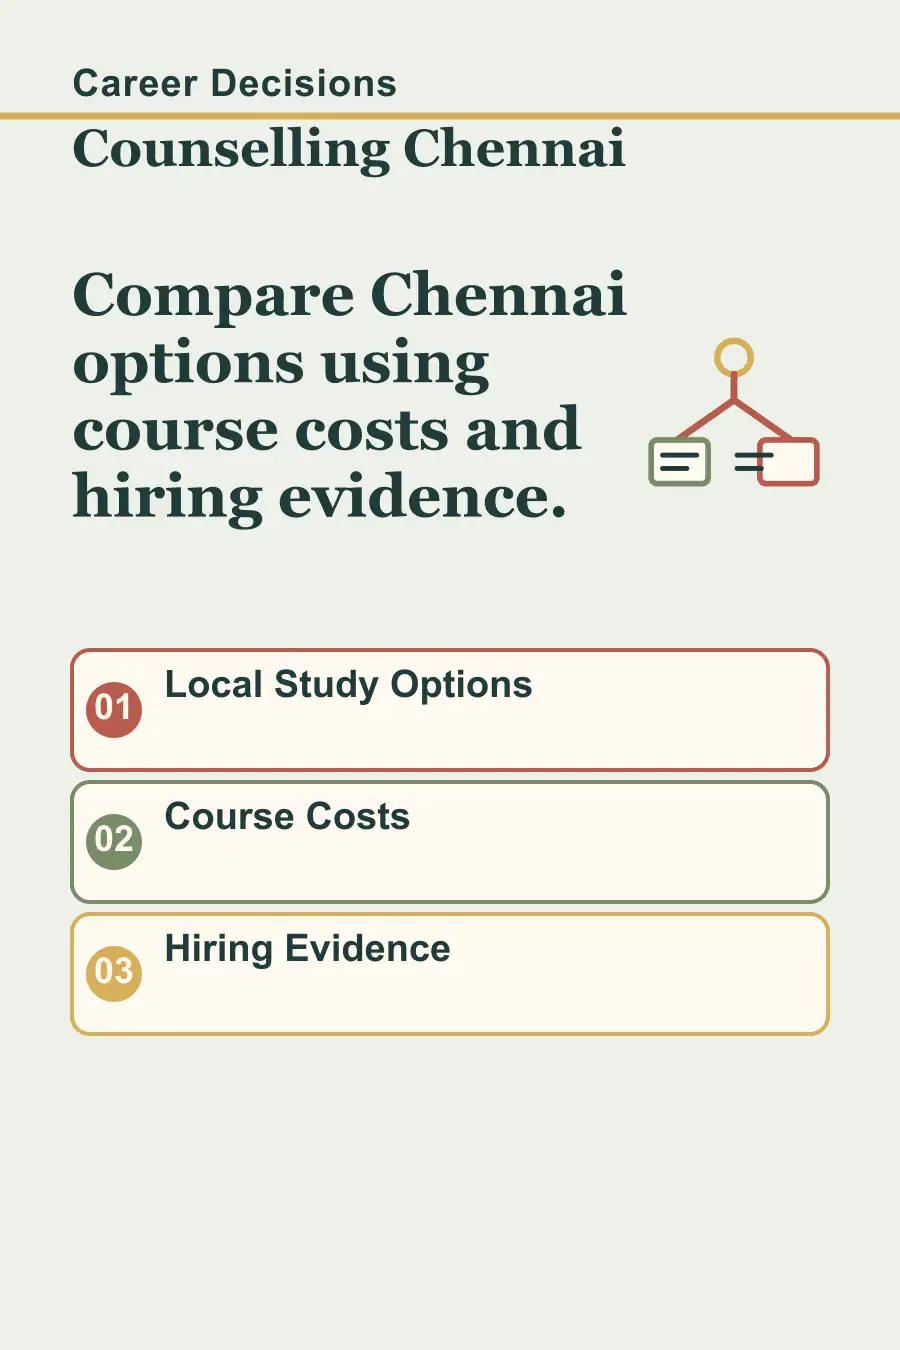 Career Decisions
Counselling Chennai
Compare Chennai
options using
course costs and
hiring evidence.
01 Local Study Options
02 Course Costs
03 Hiring Evidence